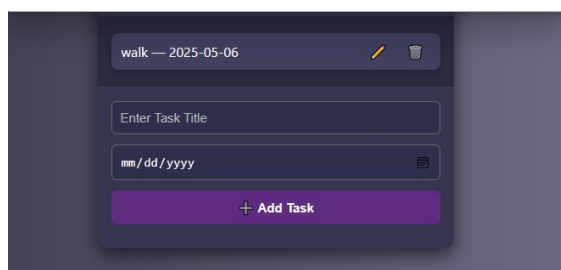 walk — 2025-05-06
Enter Task Title
mm/dd/yyyy
Add Task